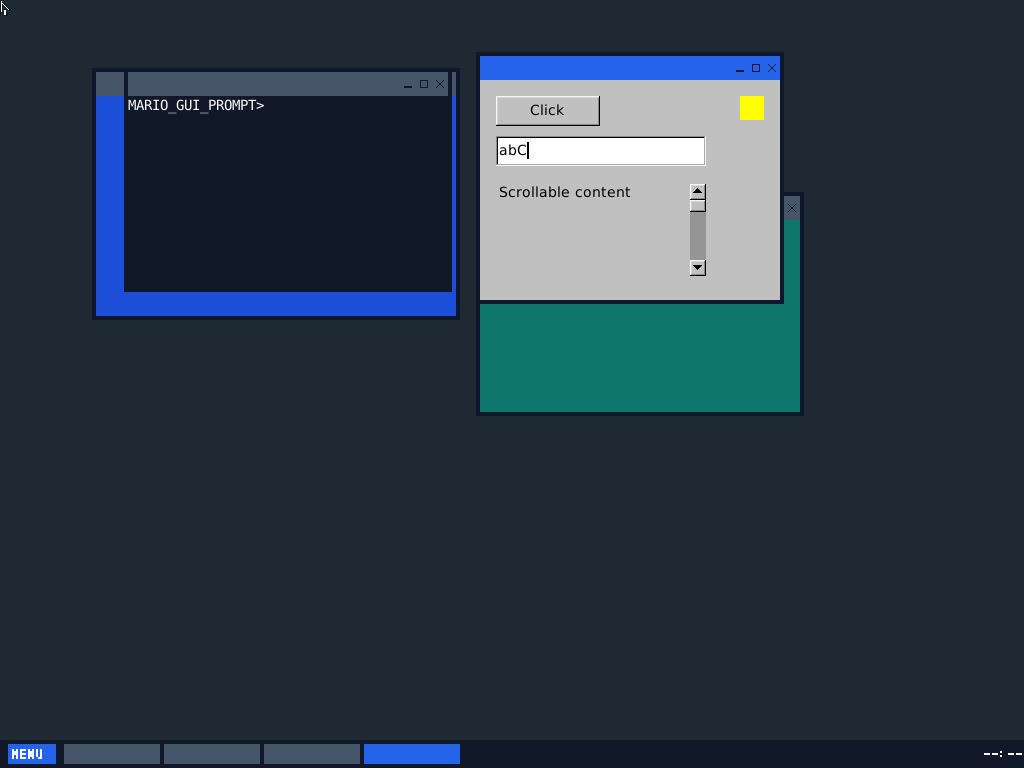 MARIO_GUI_PROMPT>
Click
abC
Scrollable content
MENU
--:--